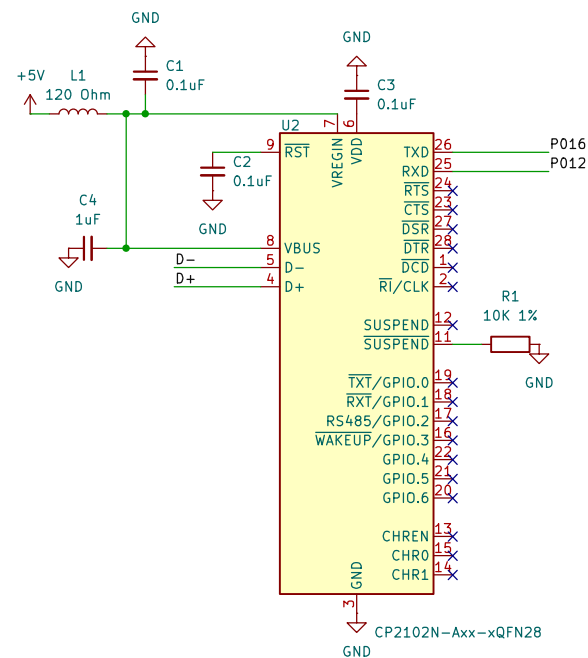 GND
GND
+5V
L1
120 Ohm
C1
0.1uF
C3
0.1uF
U2
7
6
VREGIN
VDD
9
RST
C2
0.1uF
GND
C4
1uF
GND
8
VBUS
D-
5
D-
D+
4
D+
TXD
26
P016
RXD
25
P012
RTS
24
CTS
23
DSR
27
DTR
28
DCD
1
RI/CLK
2
SUSPEND
12
SUSPEND
11
R1
10K 1%
GND
TXT/GPIO.0
19
RXT/GPIO.1
18
RS485/GPIO.2
17
WAKEUP/GPIO.3
16
GPIO.4
22
GPIO.5
21
GPIO.6
20
CHREN
13
CHR0
15
CHR1
14
GND
3
CP2102N-Axx-xQFN28
GND